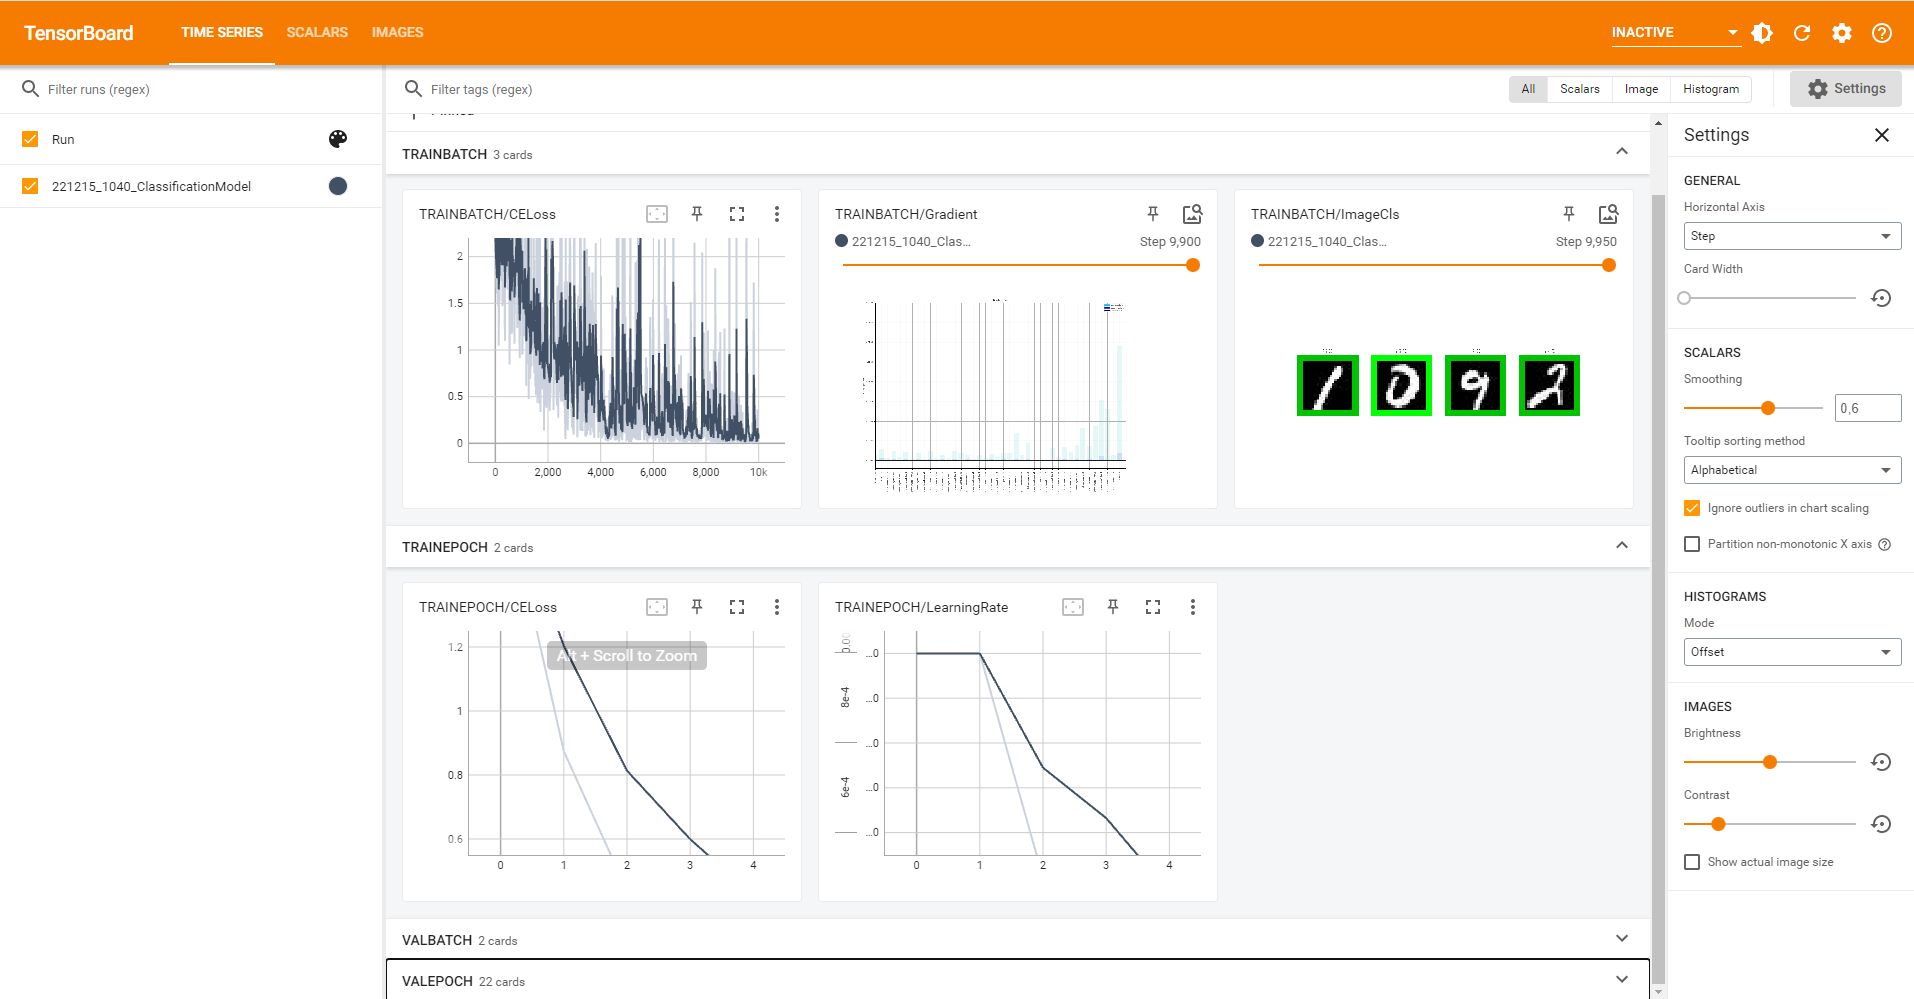 TensorBoard
TIME SERIES
SCALARS
IMAGES
INACTIVE
Filter runs (regex)
Run
221215_1040_ClassificationModel
Filter tags (regex)
All
Scalars
Image
Histogram
Settings
Pinned
TRAINBATCH 3 cards
TRAINBATCH/CELoss
2
1.5
1
0.5
0
0 2,000 4,000 6,000 8,000 10k
TRAINBATCH/Gradient
221215_1040_Clas...
Step 9,900
TRAINBATCH/ImageCls
221215_1040_Clas...
Step 9,950
1 0 9 2
TRAINEPOCH 2 cards
TRAINEPOCH/CELoss
Alt + Scroll to Zoom
1.2
1
0.8
0.6
0 1 2 3 4
TRAINEPOCH/LearningRate
8e-4
6e-4
...0
...0
...0
...0
...0
0 1 2 3 4
VALBATCH 2 cards
VALEPOCH 22 cards
Settings
GENERAL
Horizontal Axis
Step
Card Width
SCALARS
Smoothing
0,6
Tooltip sorting method
Alphabetical
Ignore outliers in chart scaling
Partition non-monotonic X axis
HISTOGRAMS
Mode
Offset
IMAGES
Brightness
Contrast
Show actual image size